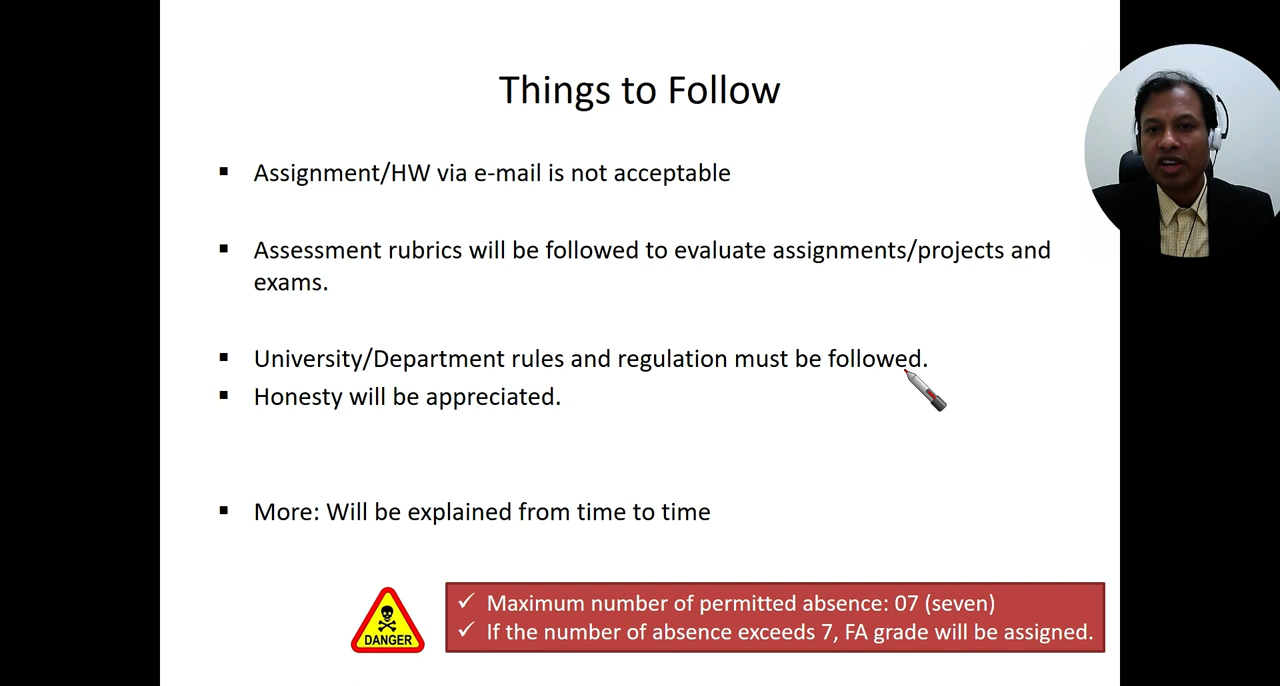 Things to Follow
▪ Assignment/HW via e-mail is not acceptable
▪ Assessment rubrics will be followed to evaluate assignments/projects and
exams.
▪ University/Department rules and regulation must be followed.
▪ Honesty will be appreciated.
▪ More: Will be explained from time to time
✓ Maximum number of permitted absence: 07 (seven)
✓ If the number of absence exceeds 7, FA grade will be assigned.
DANGER